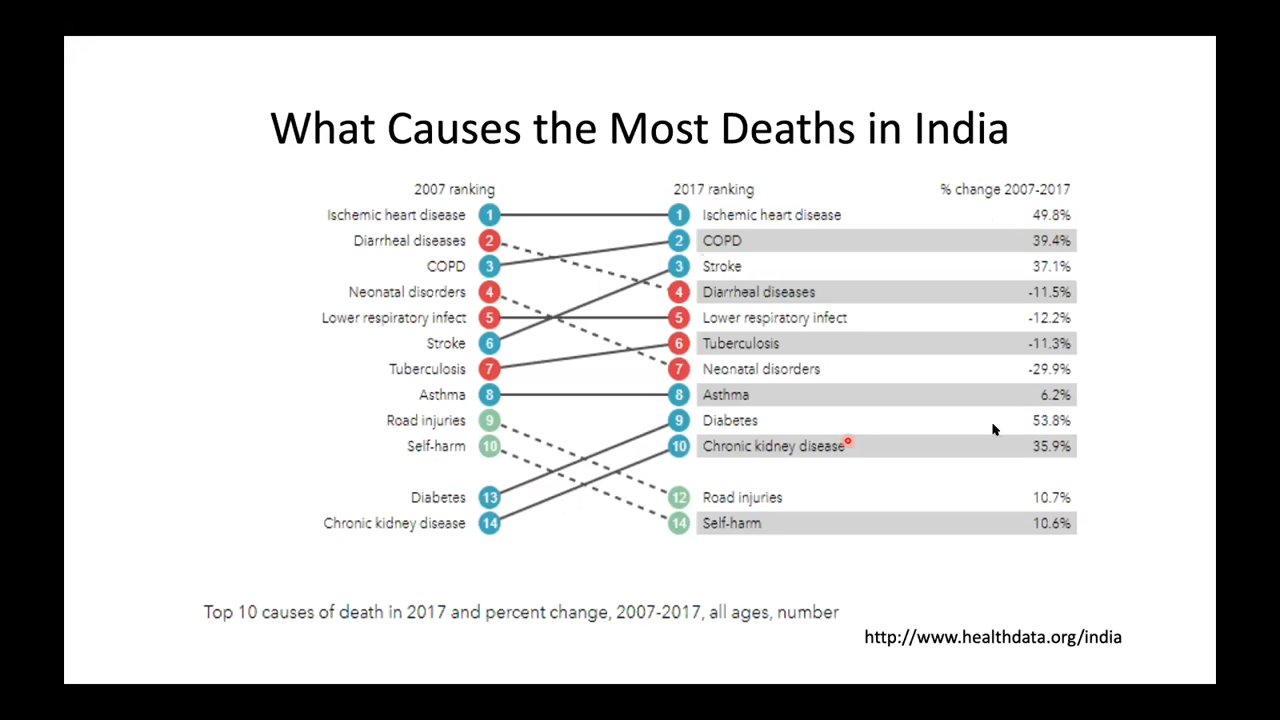 What Causes the Most Deaths in India
2007 ranking 2017 ranking % change 2007-2017
Ischemic heart disease 1 1 Ischemic heart disease 49.8%
Diarrheal diseases 2 2 COPD 39.4%
COPD 3 3 Stroke 37.1%
Neonatal disorders 4 4 Diarrheal diseases -11.5%
Lower respiratory infect 5 5 Lower respiratory infect -12.2%
Stroke 6 6 Tuberculosis -11.3%
Tuberculosis 7 7 Neonatal disorders -29.9%
Asthma 8 8 Asthma 6.2%
Road injuries 9 9 Diabetes 53.8%
Self-harm 10 10 Chronic kidney disease 35.9%
Diabetes 13 12 Road injuries 10.7%
Chronic kidney disease 14 14 Self-harm 10.6%
Top 10 causes of death in 2017 and percent change, 2007-2017, all ages, number
http://www.healthdata.org/india